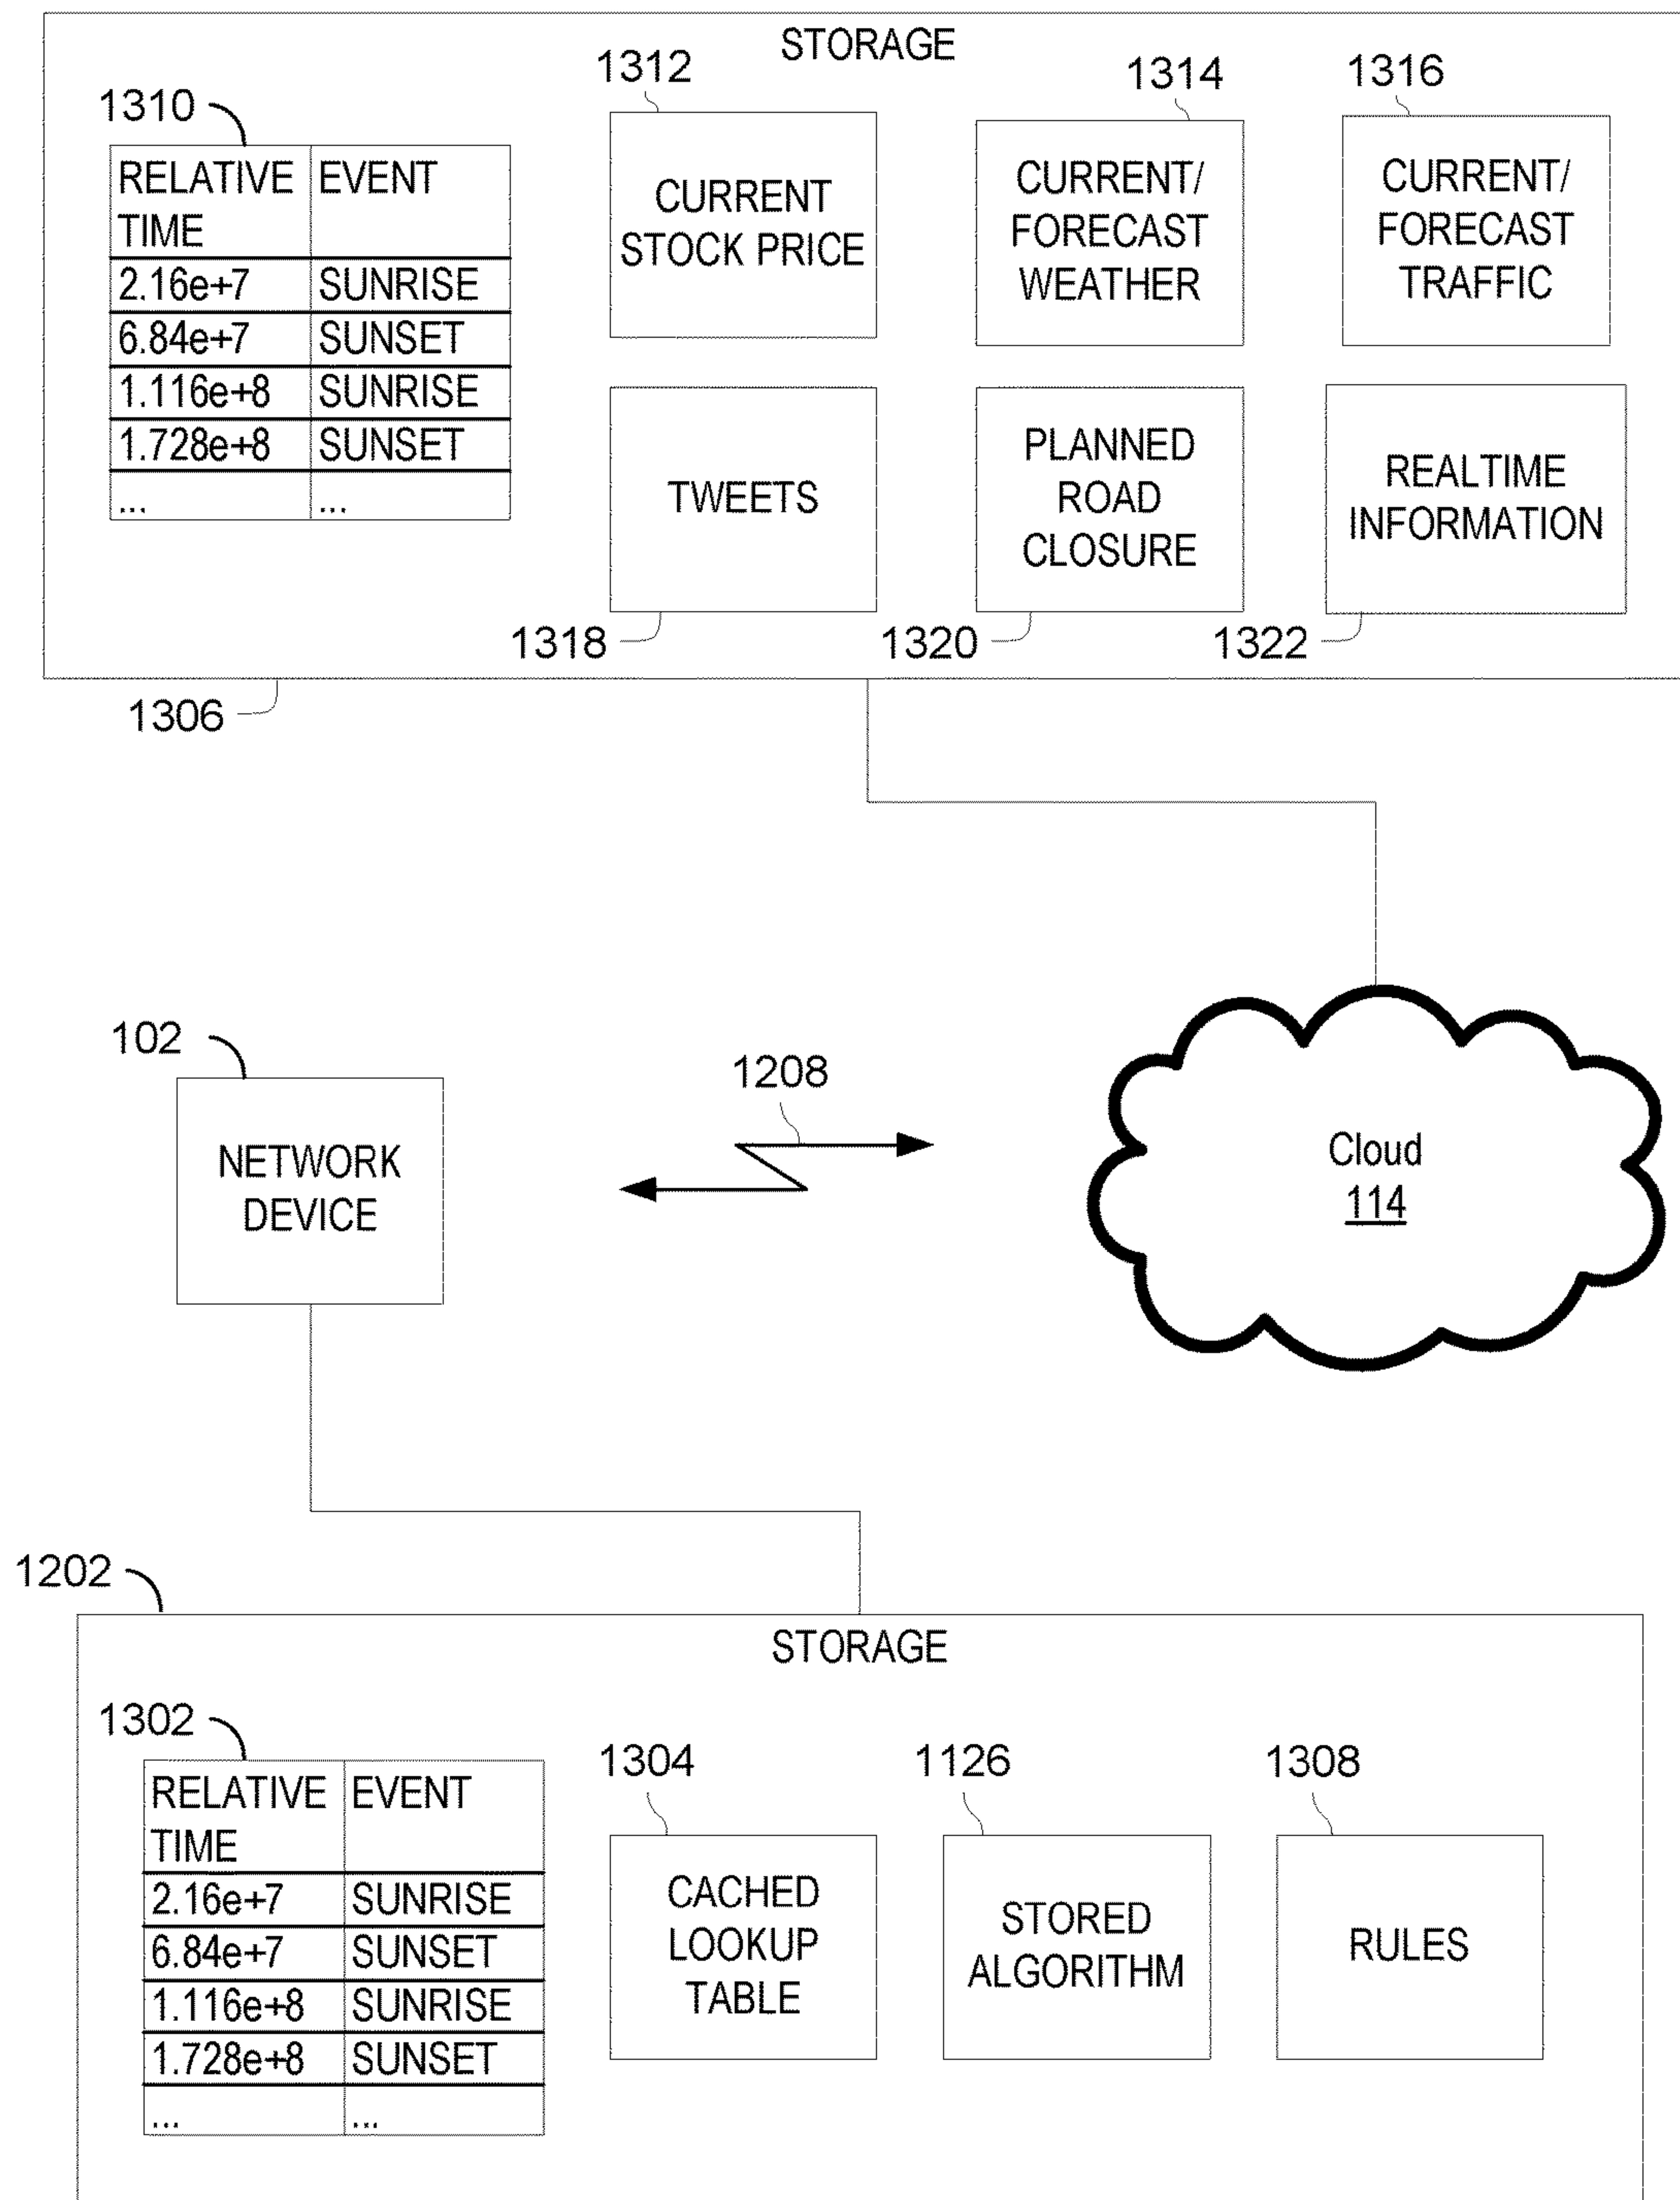 STORAGE
1312
1314
1316
1310
RELATIVE TIME EVENT
2.16e+7 SUNRISE
6.84e+7 SUNSET
1.116e+8 SUNRISE
1.728e+8 SUNSET
... ...
CURRENT
STOCK PRICE
CURRENT/
FORECAST
WEATHER
CURRENT/
FORECAST
TRAFFIC
TWEETS
PLANNED
ROAD
CLOSURE
REALTIME
INFORMATION
1318
1320
1322
1306
102
NETWORK
DEVICE
1208
Cloud
114
1202
STORAGE
1302
RELATIVE TIME EVENT
2.16e+7 SUNRISE
6.84e+7 SUNSET
1.116e+8 SUNRISE
1.728e+8 SUNSET
... ...
1304
CACHED
LOOKUP
TABLE
1126
STORED
ALGORITHM
1308
RULES